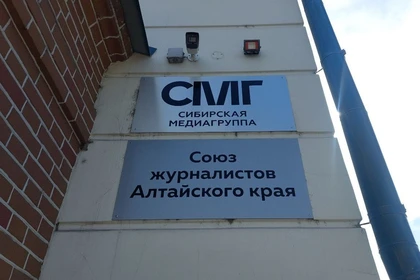 СМГ
СИБИРСКАЯ
МЕДИАГРУППА
Союз
журналистов
Алтайского края